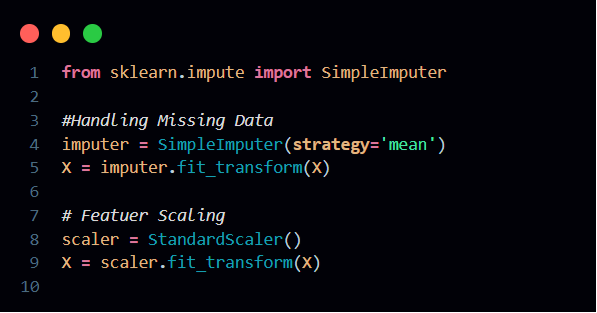 1 from sklearn.impute import SimpleImputer
2
3 #Handling Missing Data
4 imputer = SimpleImputer(strategy='mean')
5 X = imputer.fit_transform(X)
6
7 # Featuer Scaling
8 scaler = StandardScaler()
9 X = scaler.fit_transform(X)
10